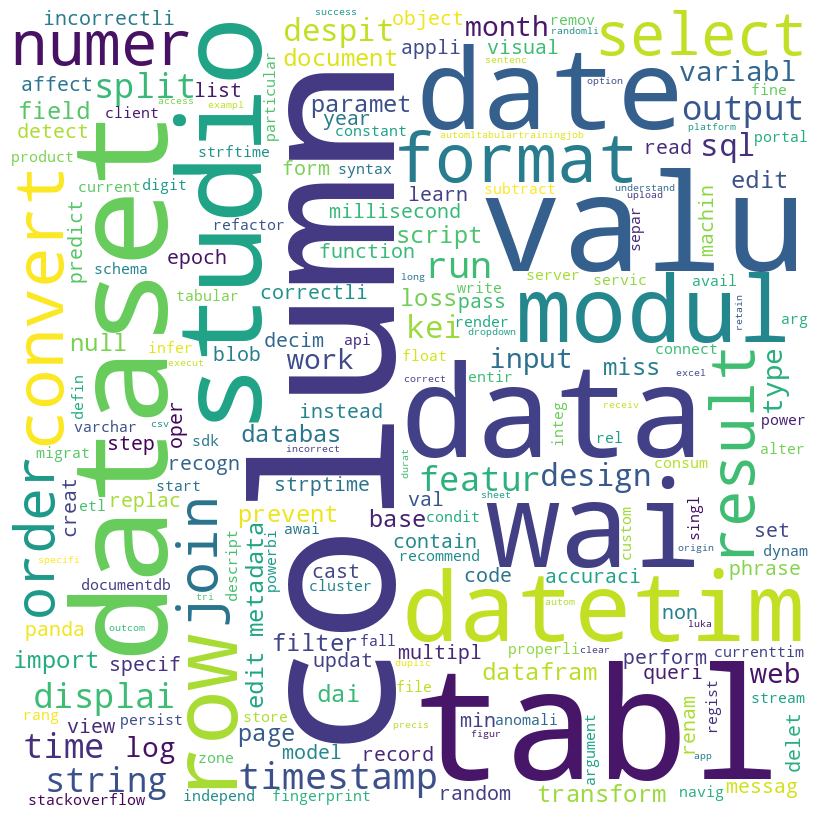 success
incorrectli
object
remov
randomli
select
numer
studio
despit
month
date
sentenc
document
appli
visual
option
variabl
affect
split
list
access
exampl
client
particular
paramet
fine
output
field
year
constant
automltabulartrainingjob
platform
portal
detect
strftime
format
read
sql
product
dataset
column
form
syntax
valu
current
digit
learn
subtract
understand
upload
edit
predict
refactor
millisecond
separ
machin
convert
function
script
schema
epoch
run
server
servic
avail
long
tabular
correctli
loss
pass
write
modul
arg
null
infer
decim
kei
render
dropdown
retain
execut
blob
work
api
float
input
connect
result
type
defin
data
correct
entir
miss
excel
power
order
varchar
csv
oper
instead
integ
receiv
rel
alter
migrat
step
sdk
databas
incorrect
join
recogn
strptime
durat
featur
design
consum
etl
replac
start
val
wai
sheet
creat
prevent
base
condit
custom
singl
set
awai
contain
code
origin
dynam
specifi
edit metadata
descript
powerbi
recommend
accuraci
phrase
documentdb
cast
cluster
datetim
row
tri
autom
non
luka
panda
outcom
filter
fall
multipl
properli
clear
perform
currenttim
import
specif
updat
duplic
datafram
queri
web
displai
dai
file
tabl
renam
regist
stream
rang
view
persist
store
page
min
anomali
delet
time
log
zone
model
precis
record
figur
argument
app
string
timestamp
messag
stackoverflow
independ
fingerprint
random
transform
navig